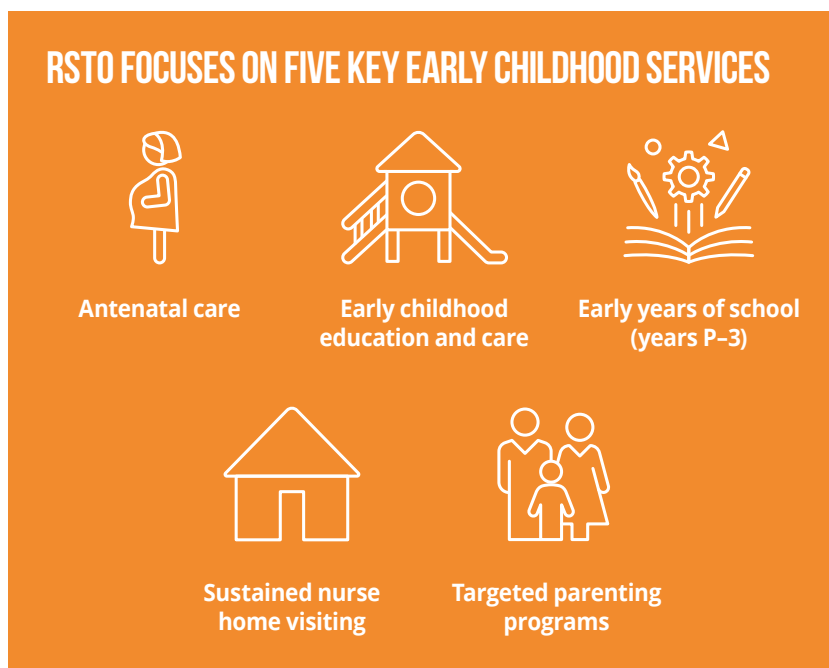 RSTO FOCUSES ON FIVE KEY EARLY CHILDHOOD SERVICES
Antenatal care
Early childhood
education and care
Early years of school
(years P–3)
Sustained nurse
home visiting
Targeted parenting
programs